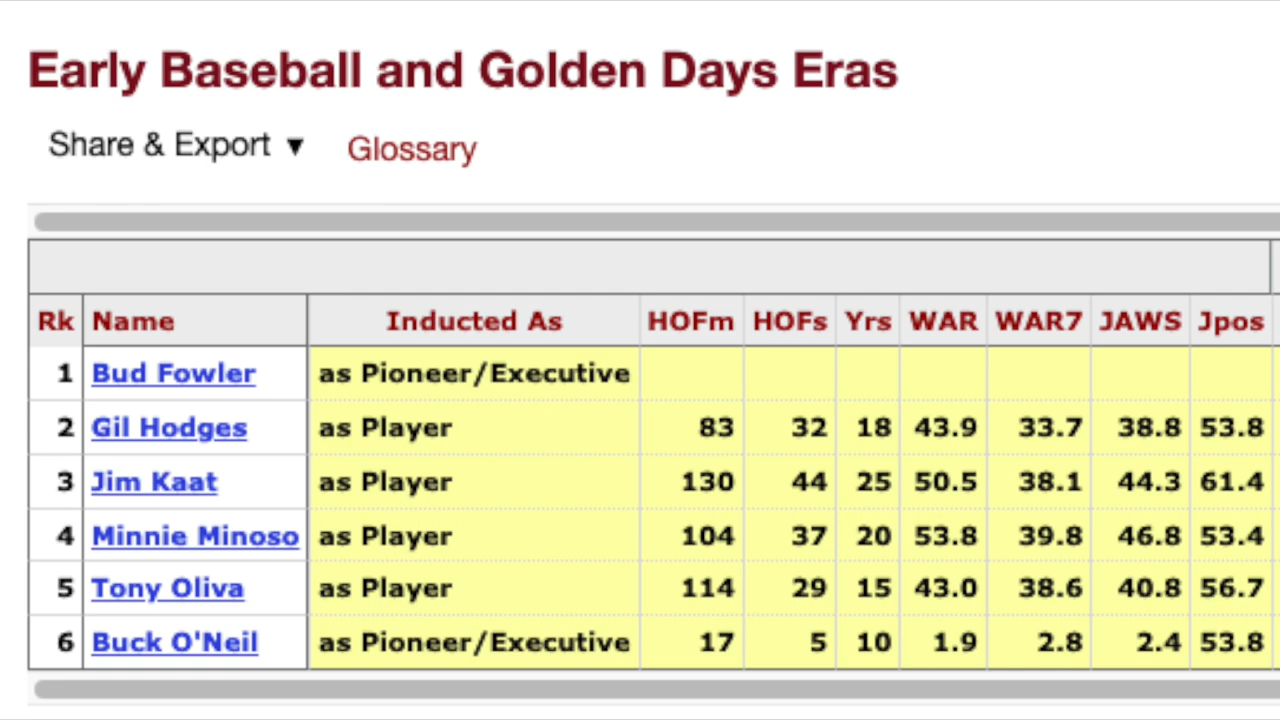 Early Baseball and Golden Days Eras
Share & Export ▼ Glossary
Rk Name Inducted As HOFm HOFs Yrs WAR WAR7 JAWS Jpos
1 Bud Fowler as Pioneer/Executive
2 Gil Hodges as Player 83 32 18 43.9 33.7 38.8 53.8
3 Jim Kaat as Player 130 44 25 50.5 38.1 44.3 61.4
4 Minnie Minoso as Player 104 37 20 53.8 39.8 46.8 53.4
5 Tony Oliva as Player 114 29 15 43.0 38.6 40.8 56.7
6 Buck O'Neil as Pioneer/Executive 17 5 10 1.9 2.8 2.4 53.8